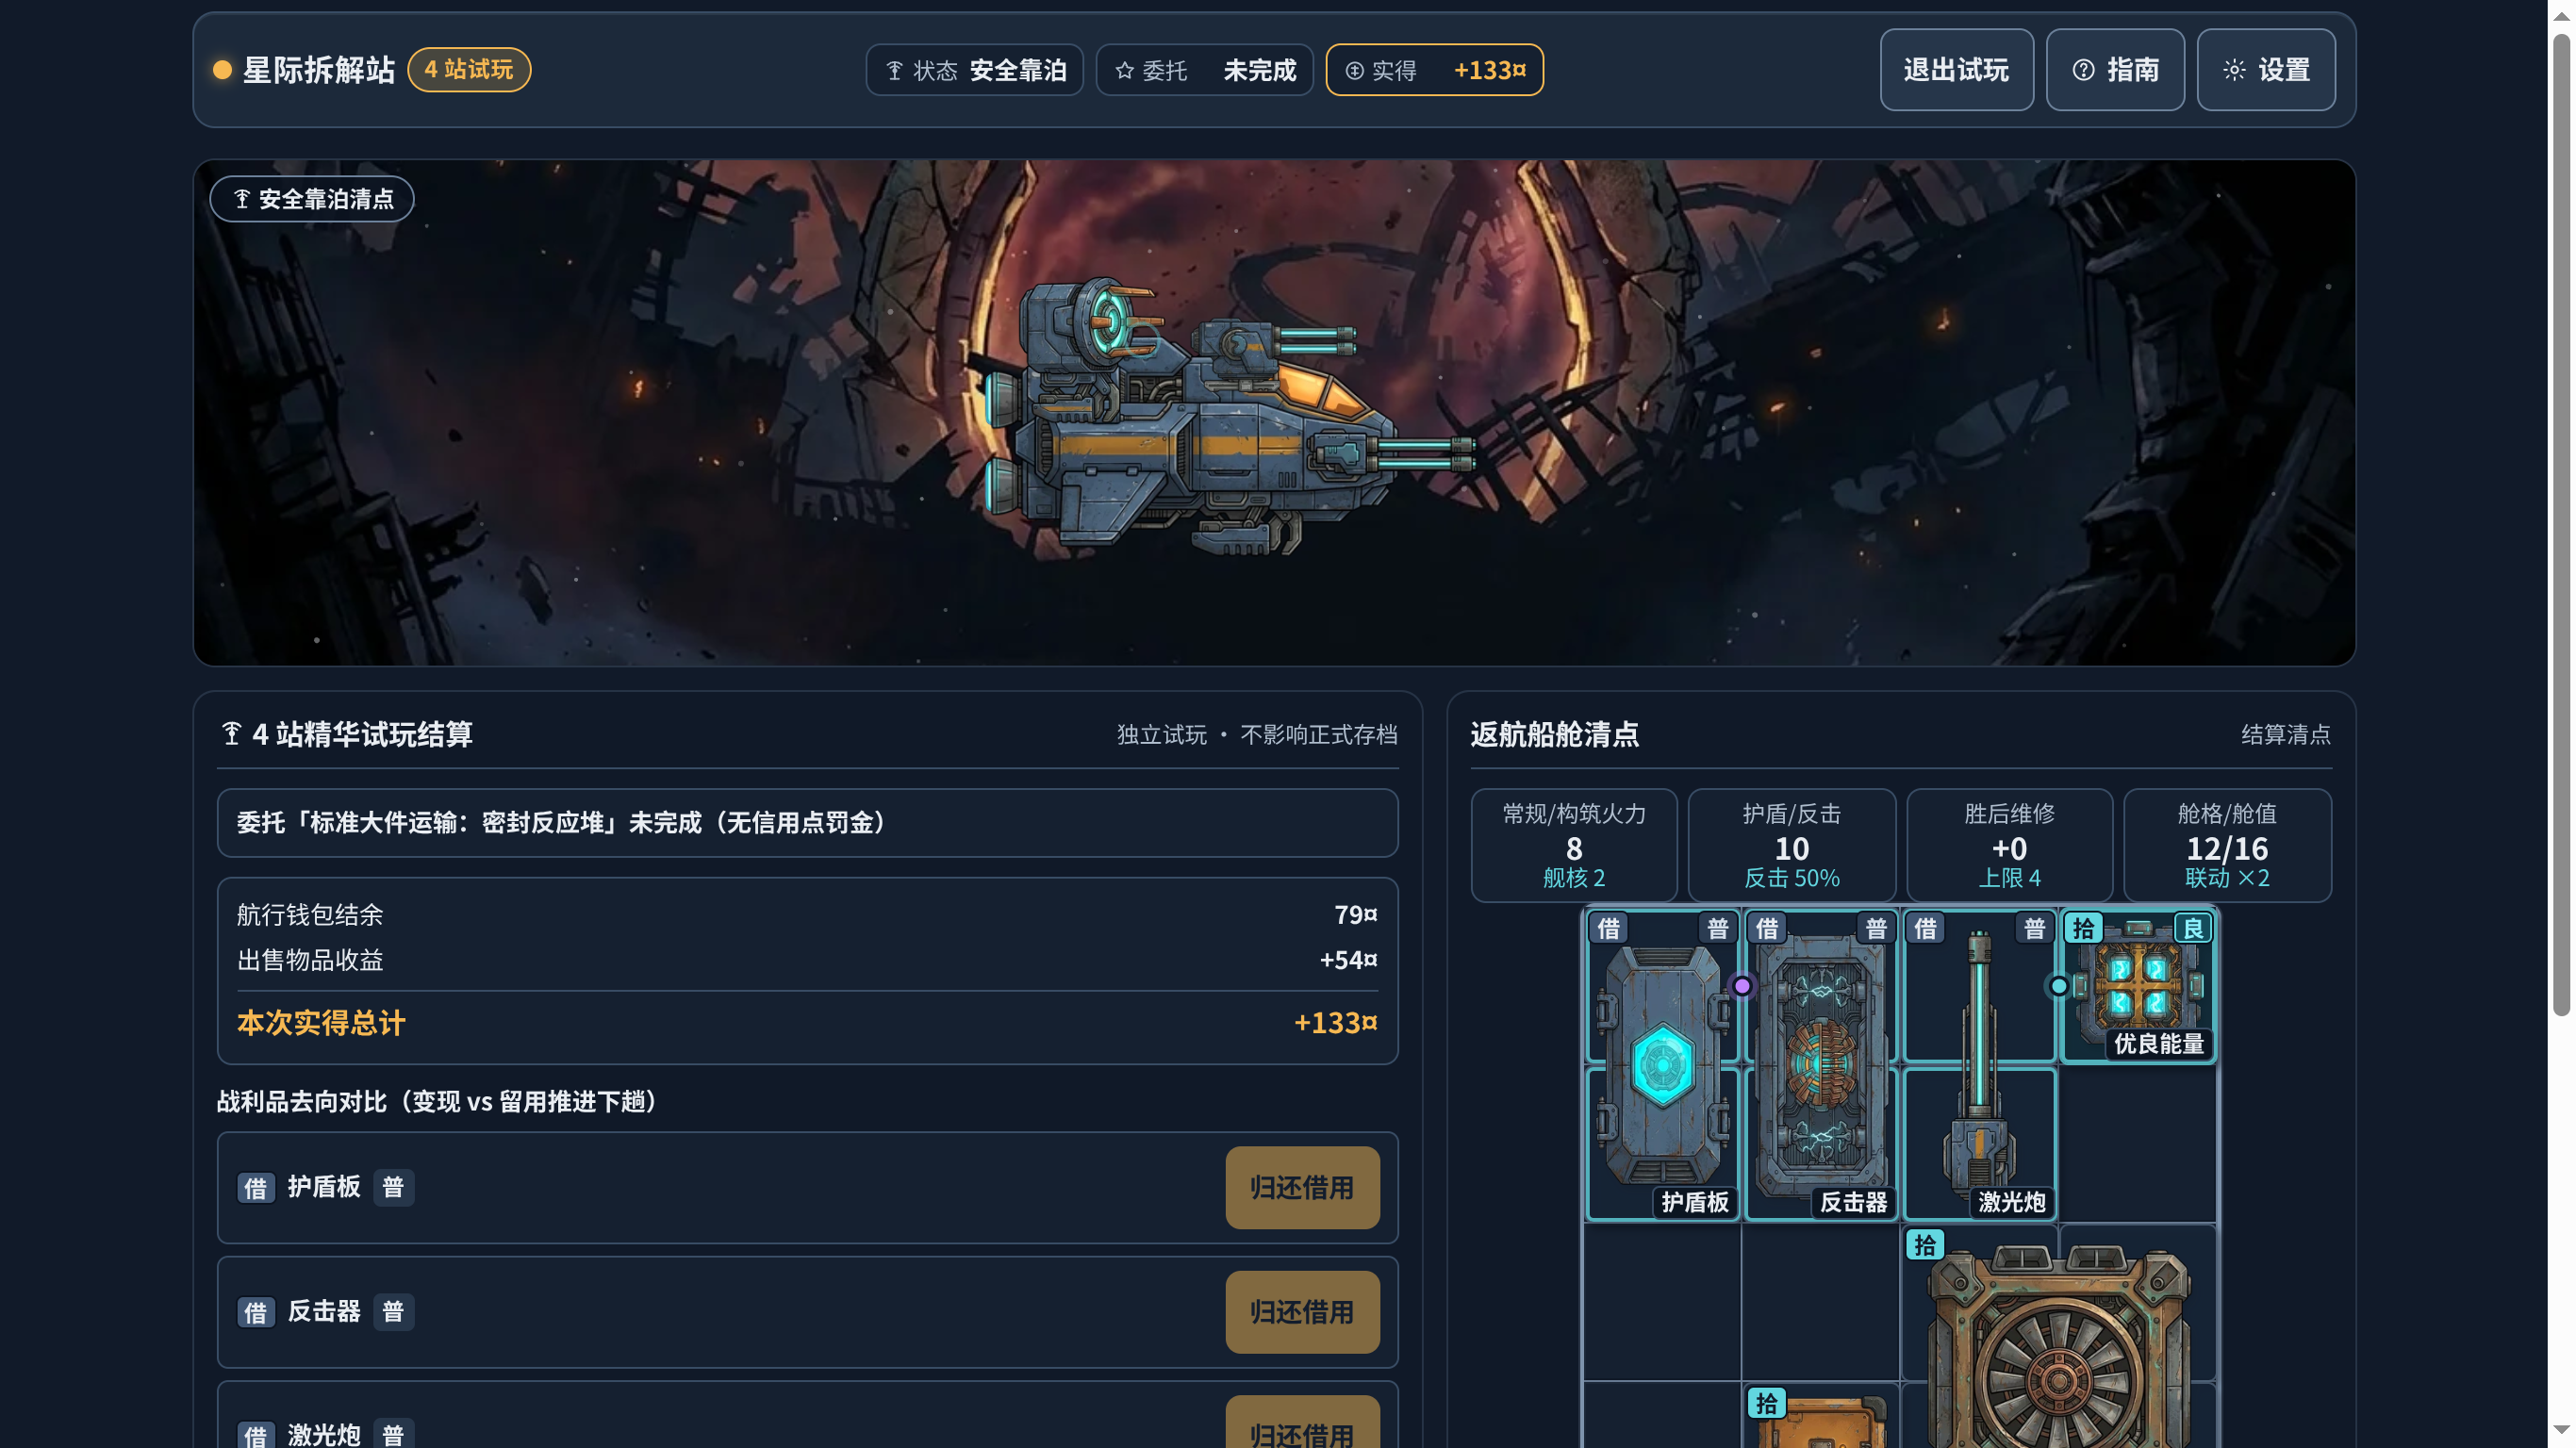 星际拆解站 4 站试玩
状态 安全靠泊
委托 未完成
实得 +133¤
退出试玩
指南
设置
安全靠泊清点
4 站精华试玩结算
独立试玩 · 不影响正式存档
委托「标准大件运输：密封反应堆」未完成（无信用点罚金）
航行钱包结余 79¤
出售物品收益 +54¤
本次实得总计 +133¤
战利品去向对比（变现 vs 留用推进下趟）
借 护盾板 普 归还借用
借 反击器 普 归还借用
借 激光炮 普 归还借用
返航船舱清点 结算清点
常规/构筑火力
8
舰核 2
护盾/反击
10
反击 50%
胜后维修
+0
上限 4
舱格/舱值
12/16
联动 ×2
借 普 借 普 借 普 拾 良
优良能量
护盾板 反击器 激光炮
拾
拾